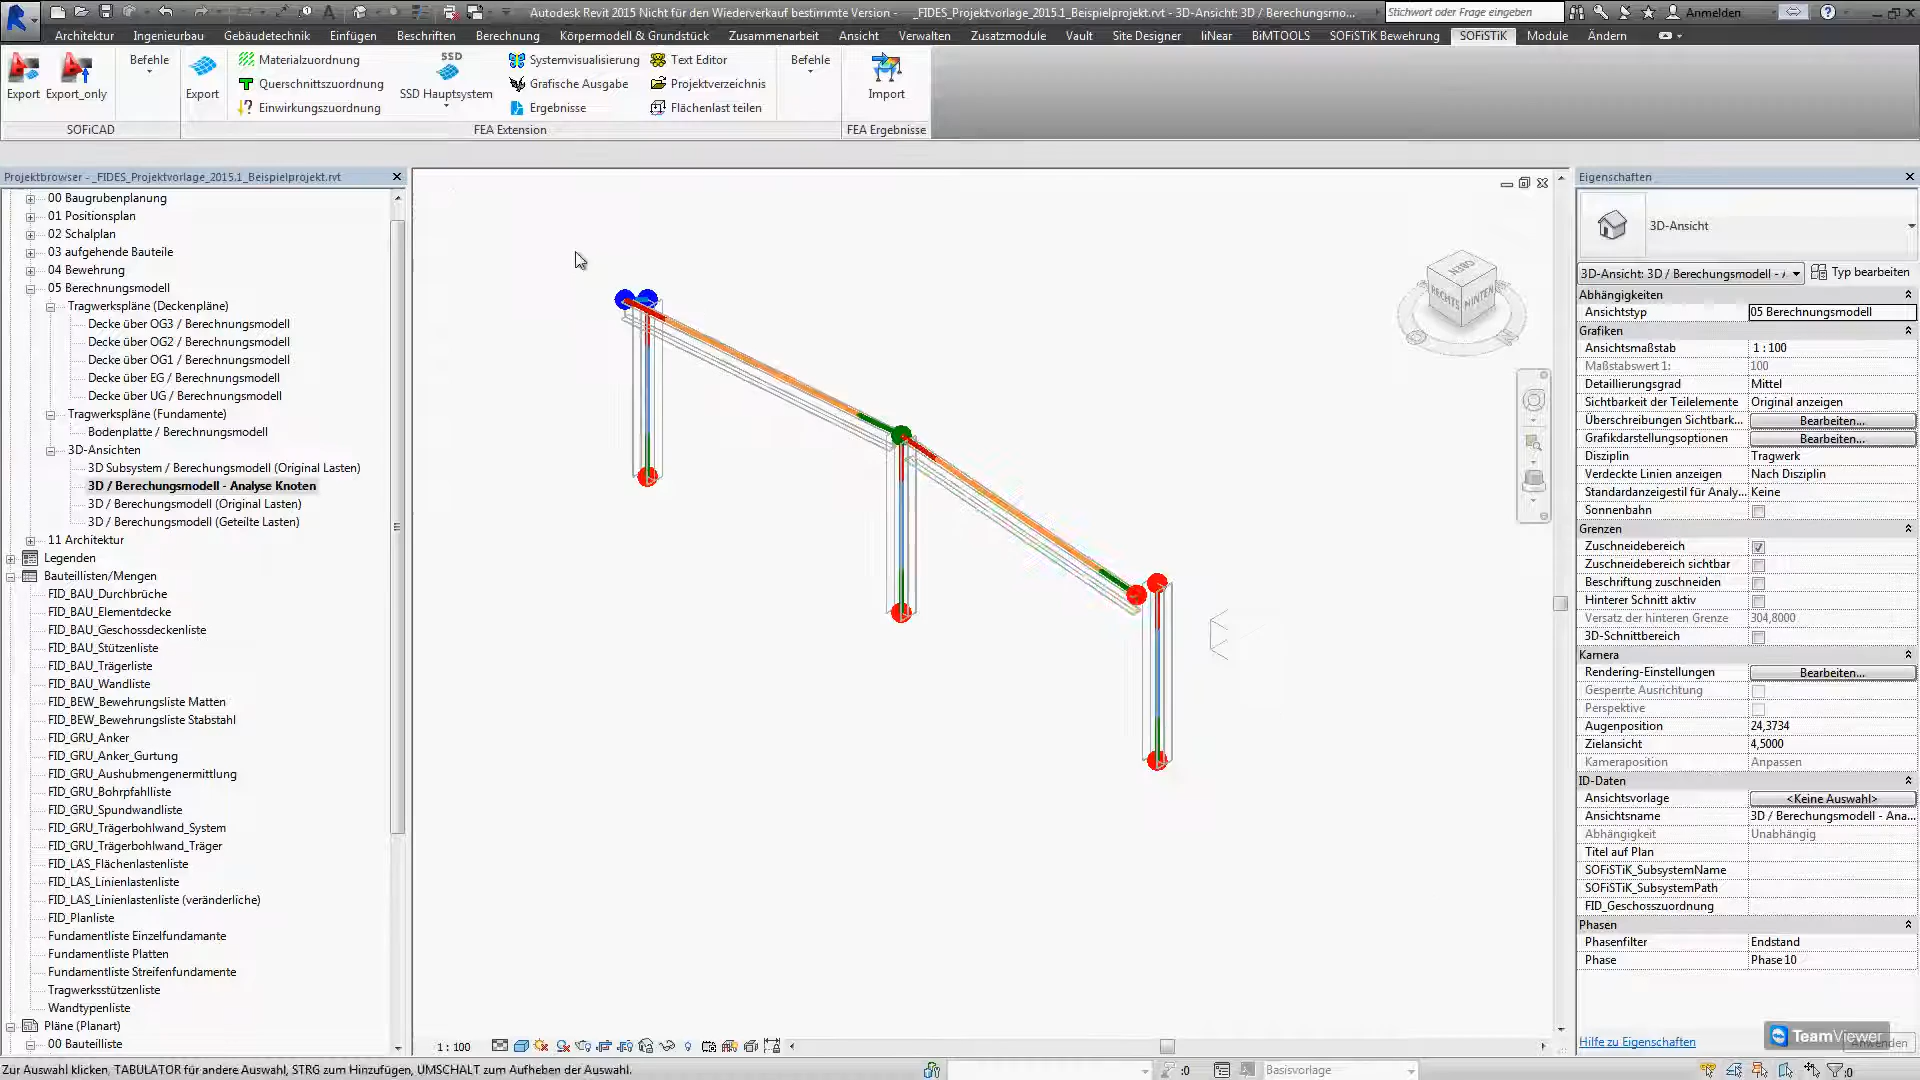 Autodesk Revit 2015 Nicht für den Wiederverkauf bestimmte Version - _FIDES_Projektvorlage_2015.1_Beispielprojekt.rvt - 3D-Ansicht: 3D / Berechungsmo...
Stichwort oder Frage eingeben
Anmelden
Architektur Ingenieurbau Gebäudetechnik Einfügen Beschriften Berechnung Körpermodell & Grundstück Zusammenarbeit Ansicht Verwalten Zusatzmodule Vault Site Designer liNear BiMTOOLS SOFiSTiK Bewehrung SOFiSTiK Module Ändern
Export
Export_only
Befehle
SOFiCAD
Export
Materialzuordnung
Querschnittszuordnung
Einwirkungszuordnung
SSD
SSD Hauptsystem
Systemvisualisierung
Grafische Ausgabe
Ergebnisse
Text Editor
Projektverzeichnis
Flächenlast teilen
Befehle
FEA Extension
Import
FEA Ergebnisse
Projektbrowser - _FIDES_Projektvorlage_2015.1_Beispielprojekt.rvt
00 Baugrubenplanung
01 Positionsplan
02 Schalplan
03 aufgehende Bauteile
04 Bewehrung
05 Berechnungsmodell
Tragwerkspläne (Deckenpläne)
Decke über OG3 / Berechnungsmodell
Decke über OG2 / Berechnungsmodell
Decke über OG1 / Berechnungsmodell
Decke über EG / Berechnungsmodell
Decke über UG / Berechnungsmodell
Tragwerkspläne (Fundamente)
Bodenplatte / Berechnungsmodell
3D-Ansichten
3D Subsystem / Berechungsmodell (Original Lasten)
3D / Berechungsmodell - Analyse Knoten
3D / Berechungsmodell (Original Lasten)
3D / Berechungsmodell (Geteilte Lasten)
11 Architektur
Legenden
Bauteillisten/Mengen
FID_BAU_Durchbrüche
FID_BAU_Elementdecke
FID_BAU_Geschossdeckenliste
FID_BAU_Stützenliste
FID_BAU_Trägerliste
FID_BAU_Wandliste
FID_BEW_Bewehrungsliste Matten
FID_BEW_Bewehrungsliste Stabstahl
FID_GRU_Anker
FID_GRU_Anker_Gurtung
FID_GRU_Aushubmengenermittlung
FID_GRU_Bohrpfahlliste
FID_GRU_Spundwandliste
FID_GRU_Trägerbohlwand_System
FID_GRU_Trägerbohlwand_Träger
FID_LAS_Flächenlastenliste
FID_LAS_Linienlastenliste
FID_LAS_Linienlastenliste (veränderliche)
FID_Planliste
Fundamentliste Einzelfundamante
Fundamentliste Platten
Fundamentliste Streifenfundamente
Tragwerksstützenliste
Wandtypenliste
Pläne (Planart)
00 Bauteilliste
OBEN
RECHTS
HINTEN
1 : 100
Eigenschaften
3D-Ansicht
3D-Ansicht: 3D / Berechungsmodell - A
Typ bearbeiten
Abhängigkeiten
Ansichtstyp 05 Berechnungsmodell
Grafiken
Ansichtsmaßstab 1 : 100
Maßstabswert 1: 100
Detaillierungsgrad Mittel
Sichtbarkeit der Teilelemente Original anzeigen
Überschreibungen Sichtbark... Bearbeiten...
Grafikdarstellungsoptionen Bearbeiten...
Disziplin Tragwerk
Verdeckte Linien anzeigen Nach Disziplin
Standardanzeigestil für Analy... Keine
Sonnenbahn
Grenzen
Zuschneidebereich
Zuschneidebereich sichtbar
Beschriftung zuschneiden
Hinterer Schnitt aktiv
Versatz der hinteren Grenze 304,8000
3D-Schnittbereich
Kamera
Rendering-Einstellungen Bearbeiten...
Gesperrte Ausrichtung
Perspektive
Augenposition 24,3734
Zielansicht 4,5000
Kameraposition Anpassen
ID-Daten
Ansichtsvorlage <Keine Auswahl>
Ansichtsname 3D / Berechungsmodell - Ana...
Abhängigkeit Unabhängig
Titel auf Plan
SOFiSTiK_SubsystemName
SOFiSTiK_SubsystemPath
FID_Geschosszuordnung
Phasen
Phasenfilter Endstand
Phase Phase 10
Hilfe zu Eigenschaften
TeamViewer
Anwenden
Zur Auswahl klicken, TABULATOR für andere Auswahl, STRG zum Hinzufügen, UMSCHALT zum Aufheben der Auswahl.
:0
Basisvorlage
:0